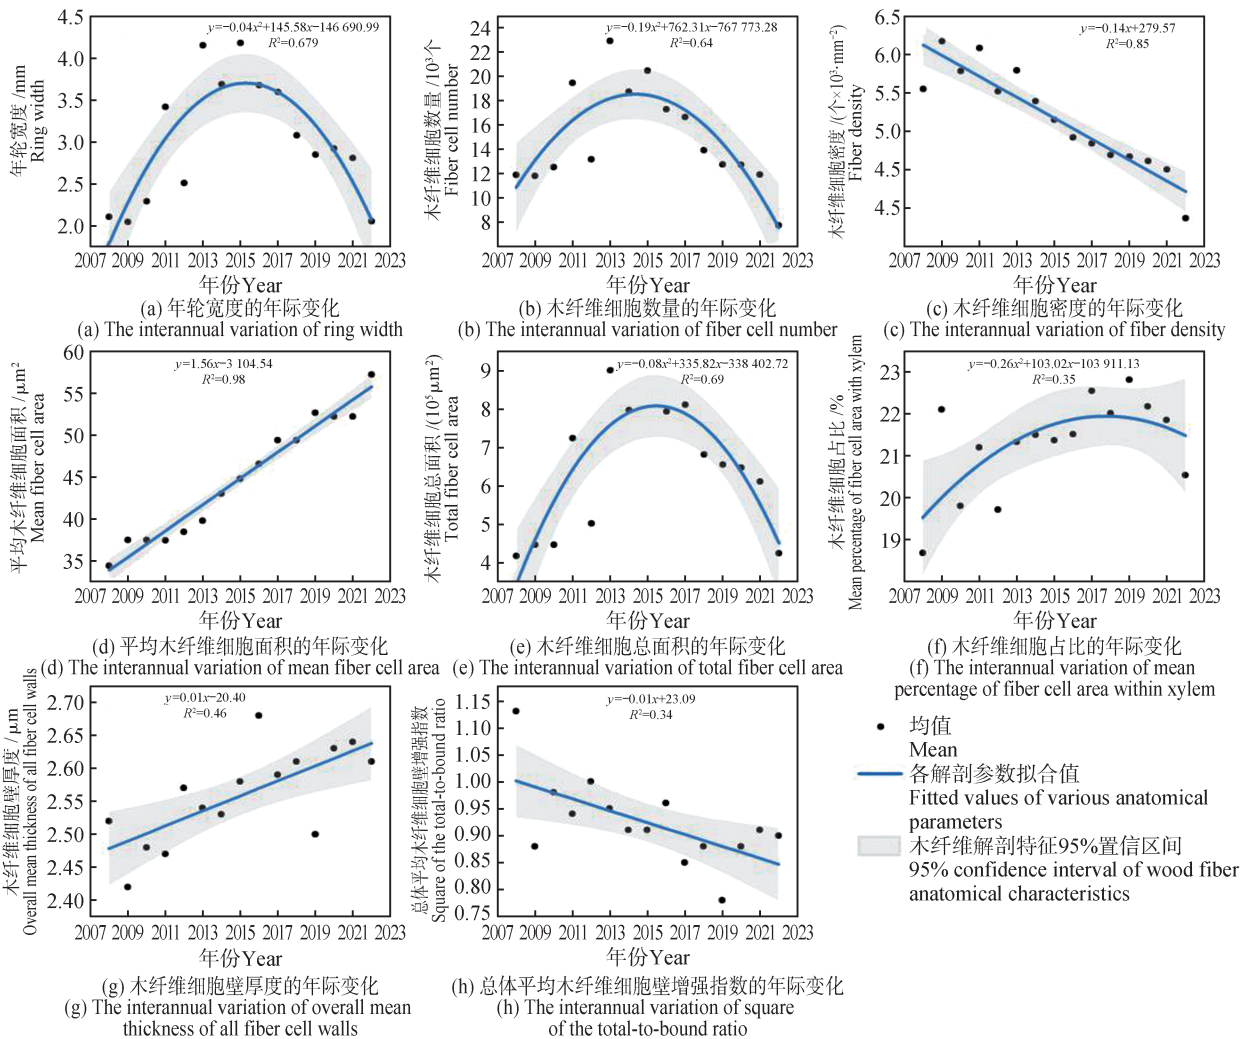 4.5
4.0
3.5
3.0
2.5
2.0
年轮宽度 /mm
Ring width
y=−0.04x²+145.58x−146 690.99
R²=0.679
2007 2009 2011 2013 2015 2017 2019 2021 2023
年份Year
(a) 年轮宽度的年际变化
(a) The interannual variation of ring width
24
22
20
18
16
14
12
10
8
木纤维细胞数量 /10³个
Fiber cell number
y=−0.19x²+762.31x−767 773.28
R²=0.64
2007 2009 2011 2013 2015 2017 2019 2021 2023
年份Year
(b) 木纤维细胞数量的年际变化
(b) The interannual variation of fiber cell number
6.5
6.0
5.5
5.0
4.5
木纤维细胞密度 /(个×10³·mm⁻²)
Fiber density
y=−0.14x+279.57
R²=0.85
2007 2009 2011 2013 2015 2017 2019 2021 2023
年份Year
(c) 木纤维细胞密度的年际变化
(c) The interannual variation of fiber density
60
55
50
45
40
35
平均木纤维细胞面积 /μm²
Mean fiber cell area
y=1.56x−3 104.54
R²=0.98
2007 2009 2011 2013 2015 2017 2019 2021 2023
年份Year
(d) 平均木纤维细胞面积的年际变化
(d) The interannual variation of mean fiber cell area
9
8
7
6
5
4
木纤维细胞总面积 /(10⁵μm²)
Total fiber cell area
y=−0.08x²+335.82x−338 402.72
R²=0.69
2007 2009 2011 2013 2015 2017 2019 2021 2023
年份Year
(e) 木纤维细胞总面积的年际变化
(e) The interannual variation of total fiber cell area
23
22
21
20
19
木纤维细胞占比 /%
Mean percentage of fiber cell area with xylem
y=−0.26x²+103.02x−103 911.13
R²=0.35
2007 2009 2011 2013 2015 2017 2019 2021 2023
年份Year
(f) 木纤维细胞占比的年际变化
(f) The interannual variation of mean
percentage of fiber cell area within xylem
2.70
2.65
2.60
2.55
2.50
2.45
2.40
木纤维细胞壁厚度 /μm
Overall mean thickness of all fiber cell walls
y=0.01x−20.40
R²=0.46
2007 2009 2011 2013 2015 2017 2019 2021 2023
年份Year
(g) 木纤维细胞壁厚度的年际变化
(g) The interannual variation of overall mean
thickness of all fiber cell walls
1.15
1.10
1.05
1.00
0.95
0.90
0.85
0.80
0.75
总体平均木纤维细胞壁增强指数
Square of the total-to-bound ratio
y=−0.01x+23.09
R²=0.34
2007 2009 2011 2013 2015 2017 2019 2021 2023
年份Year
(h) 总体平均木纤维细胞壁增强指数的年际变化
(h) The interannual variation of square
of the total-to-bound ratio
均值
Mean
各解剖参数拟合值
Fitted values of various anatomical
parameters
木纤维解剖特征95%置信区间
95% confidence interval of wood fiber
anatomical characteristics